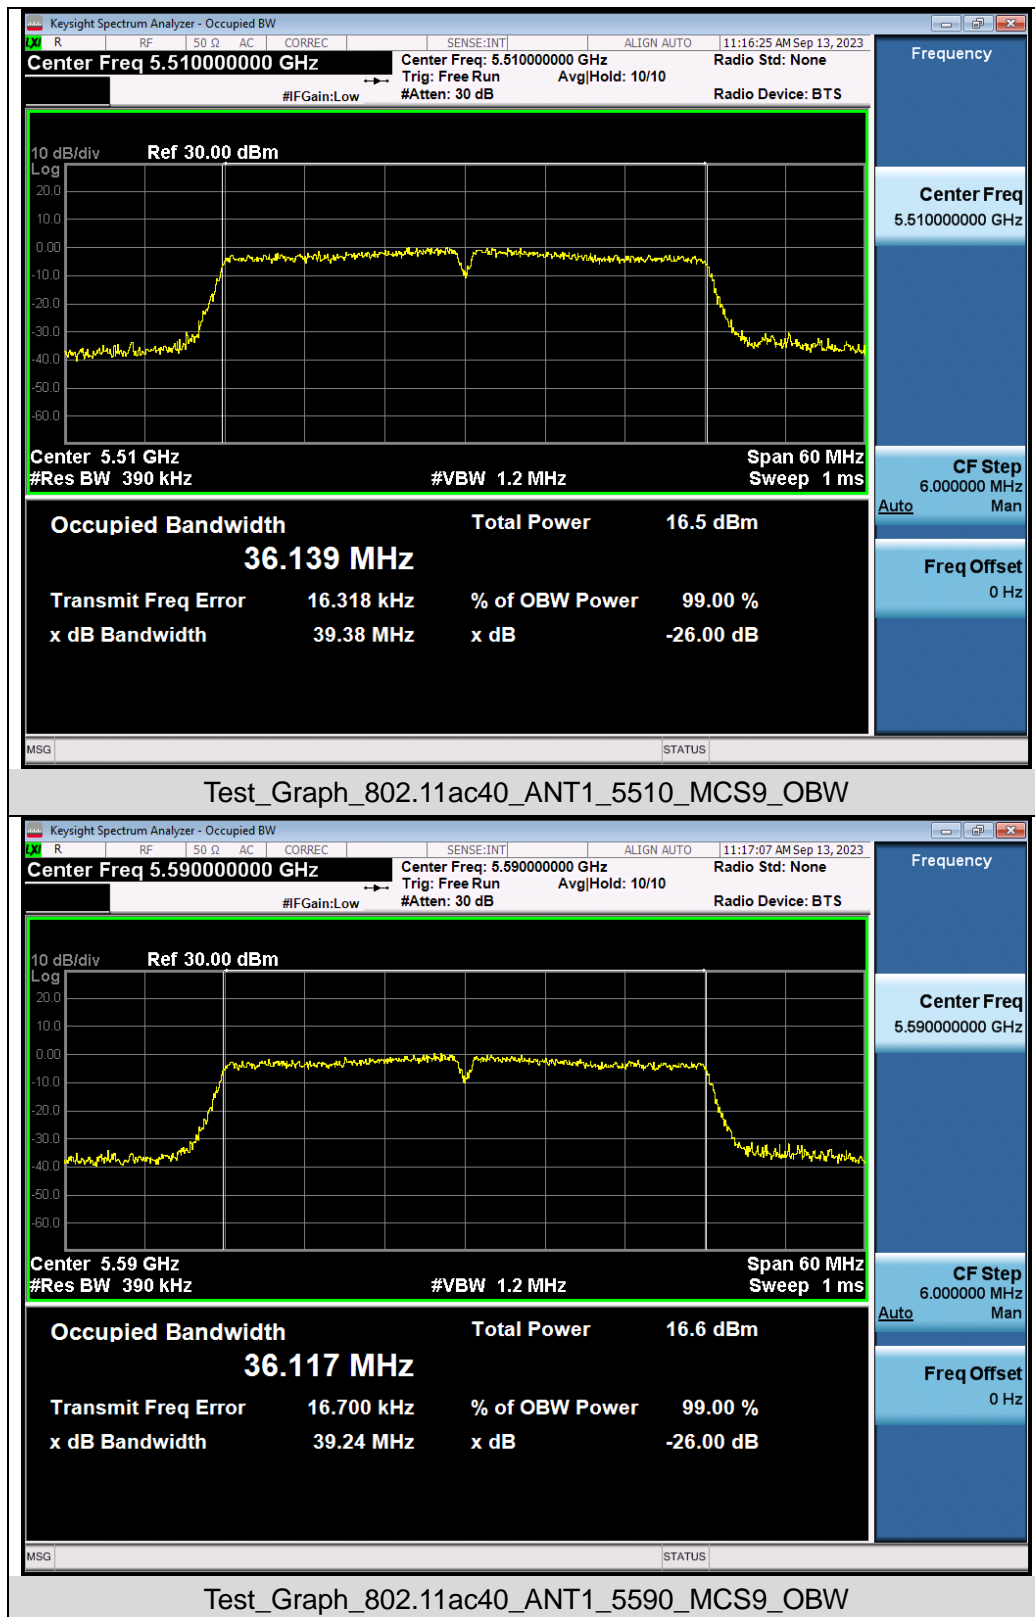 Keysight Spectrum Analyzer - Occupied BW
LXI R RF 50 Ω AC CORREC SENSE:INT ALIGN AUTO 11:16:25 AM Sep 13, 2023
Center Freq 5.510000000 GHz Center Freq: 5.510000000 GHz Radio Std: None
Trig: Free Run Avg|Hold: 10/10
#IFGain:Low #Atten: 30 dB Radio Device: BTS
Frequency
10 dB/div Ref 30.00 dBm
Log
20.0
10.0
0.00
-10.0
-20.0
-30.0
-40.0
-50.0
-60.0
Center 5.51 GHz Span 60 MHz
#Res BW 390 kHz #VBW 1.2 MHz Sweep 1 ms
Center Freq
5.510000000 GHz
CF Step
6.000000 MHz
Auto Man
Freq Offset
0 Hz
Occupied Bandwidth Total Power 16.5 dBm
36.139 MHz
Transmit Freq Error 16.318 kHz % of OBW Power 99.00 %
x dB Bandwidth 39.38 MHz x dB -26.00 dB
MSG STATUS
Test_Graph_802.11ac40_ANT1_5510_MCS9_OBW
Keysight Spectrum Analyzer - Occupied BW
LXI R RF 50 Ω AC CORREC SENSE:INT ALIGN AUTO 11:17:07 AM Sep 13, 2023
Center Freq 5.590000000 GHz Center Freq: 5.590000000 GHz Radio Std: None
Trig: Free Run Avg|Hold: 10/10
#IFGain:Low #Atten: 30 dB Radio Device: BTS
Frequency
10 dB/div Ref 30.00 dBm
Log
20.0
10.0
0.00
-10.0
-20.0
-30.0
-40.0
-50.0
-60.0
Center 5.59 GHz Span 60 MHz
#Res BW 390 kHz #VBW 1.2 MHz Sweep 1 ms
Center Freq
5.590000000 GHz
CF Step
6.000000 MHz
Auto Man
Freq Offset
0 Hz
Occupied Bandwidth Total Power 16.6 dBm
36.117 MHz
Transmit Freq Error 16.700 kHz % of OBW Power 99.00 %
x dB Bandwidth 39.24 MHz x dB -26.00 dB
MSG STATUS
Test_Graph_802.11ac40_ANT1_5590_MCS9_OBW